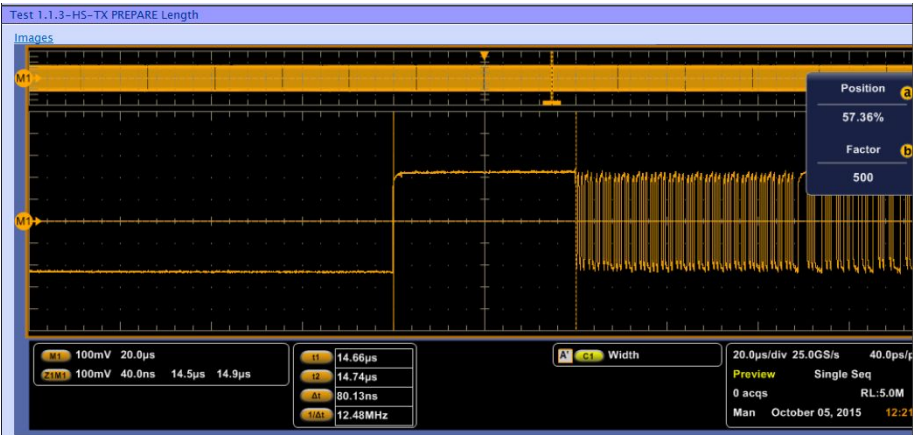 Test 1.1.3-HS-TX PREPARE Length
Images
M1
Position a
57.36%
Factor b
500
M1
M1 100mV 20.0µs
Z1M1 100mV 40.0ns 14.5µs 14.9µs
t1 14.66µs
t2 14.74µs
Δt 80.13ns
1/Δt 12.48MHz
A' C1 Width
20.0µs/div 25.0GS/s 40.0ps/p
Preview Single Seq
0 acqs RL:5.0M
Man October 05, 2015 12:21